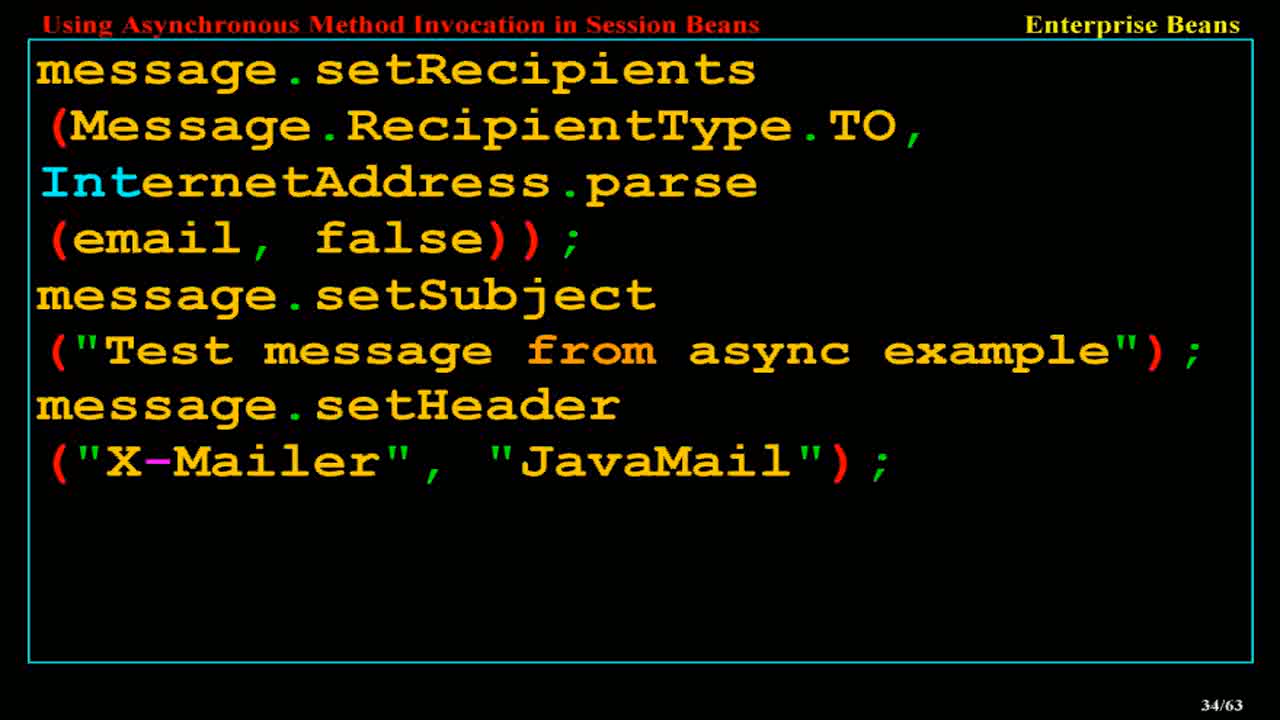 Using Asynchronous Method Invocation in Session Beans Enterprise Beans
message.setRecipients
(Message.RecipientType.TO,
InternetAddress.parse
(email, false));
message.setSubject
("Test message from async example");
message.setHeader
("X-Mailer", "JavaMail");
34/63